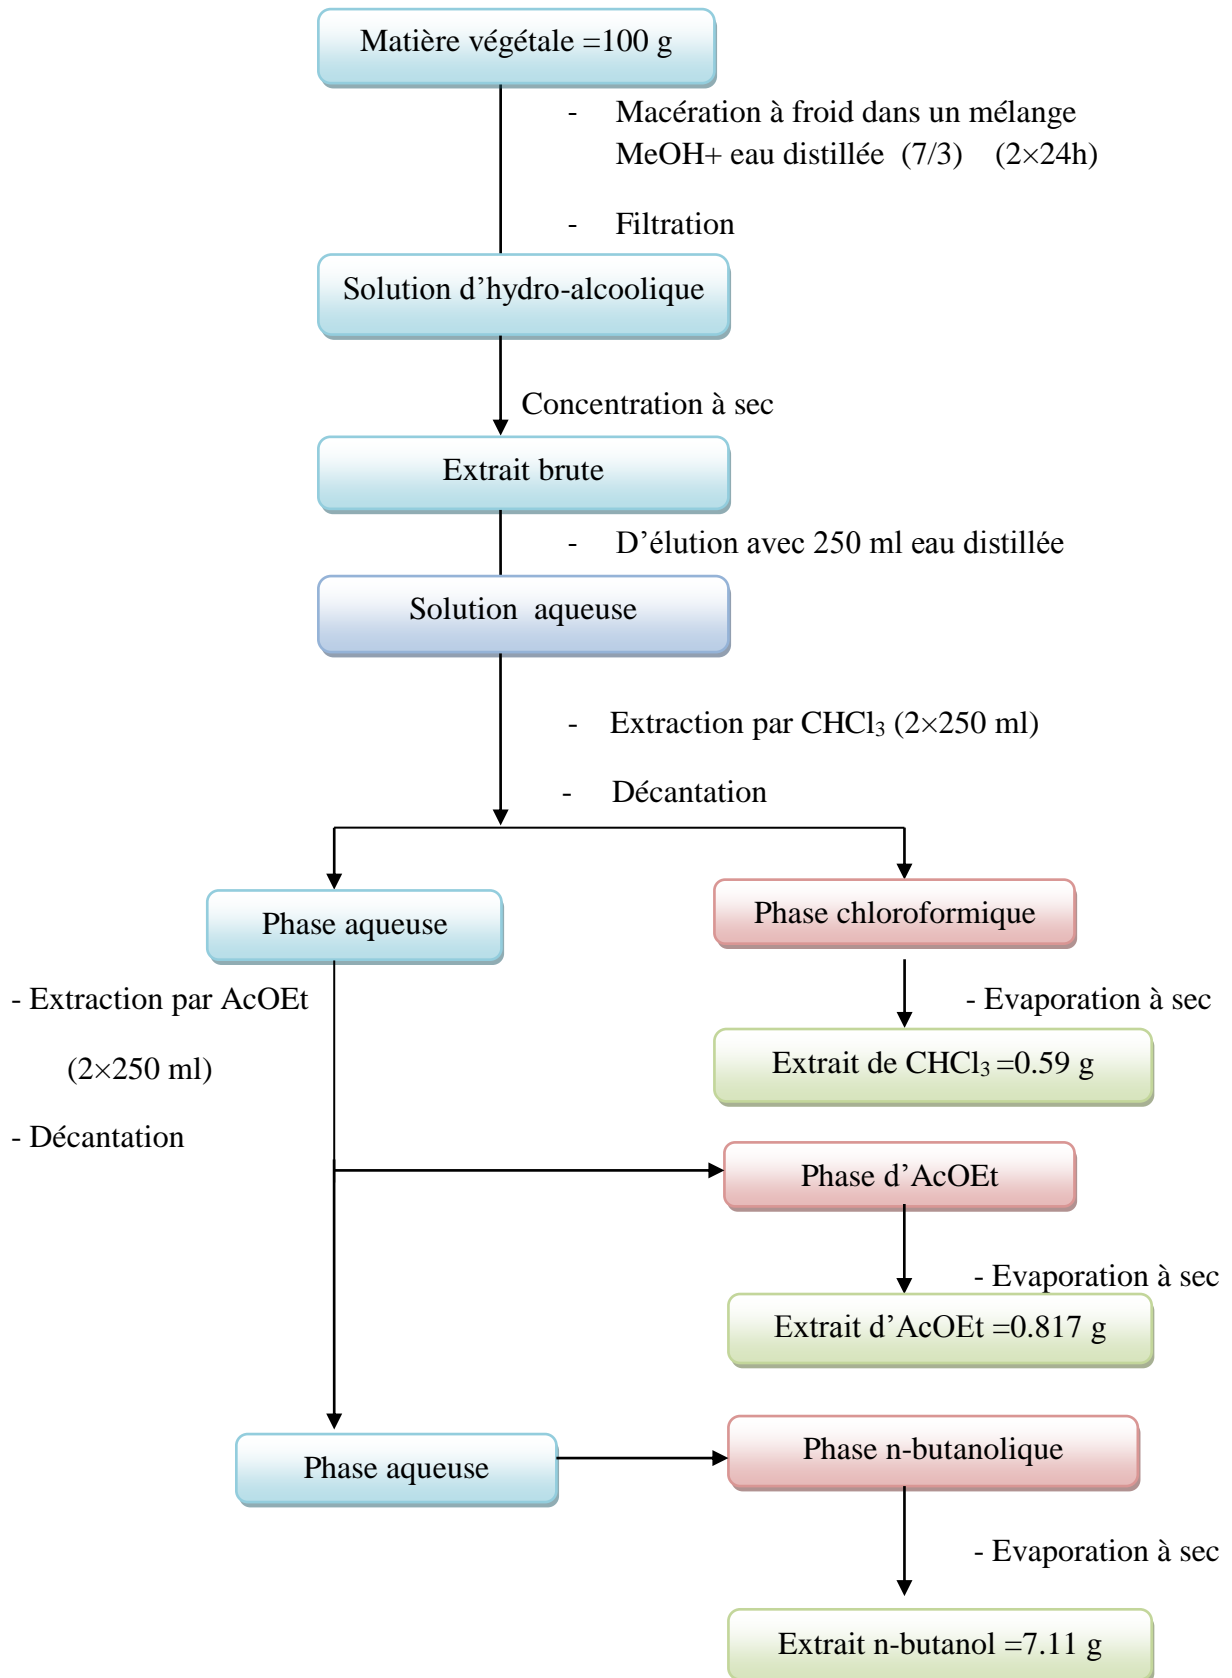 Matière végétale =100 g
- Macération à froid dans un mélange
MeOH+ eau distillée (7/3) (2×24h)
- Filtration
Solution d’hydro-alcoolique
Concentration à sec
Extrait brute
- D’élution avec 250 ml eau distillée
Solution aqueuse
- Extraction par CHCl₃ (2×250 ml)
- Décantation
Phase aqueuse
Phase chloroformique
- Extraction par AcOEt
(2×250 ml)
- Décantation
- Evaporation à sec
Extrait de CHCl₃ =0.59 g
Phase d’AcOEt
- Evaporation à sec
Extrait d’AcOEt =0.817 g
Phase aqueuse
Phase n-butanolique
- Evaporation à sec
Extrait n-butanol =7.11 g